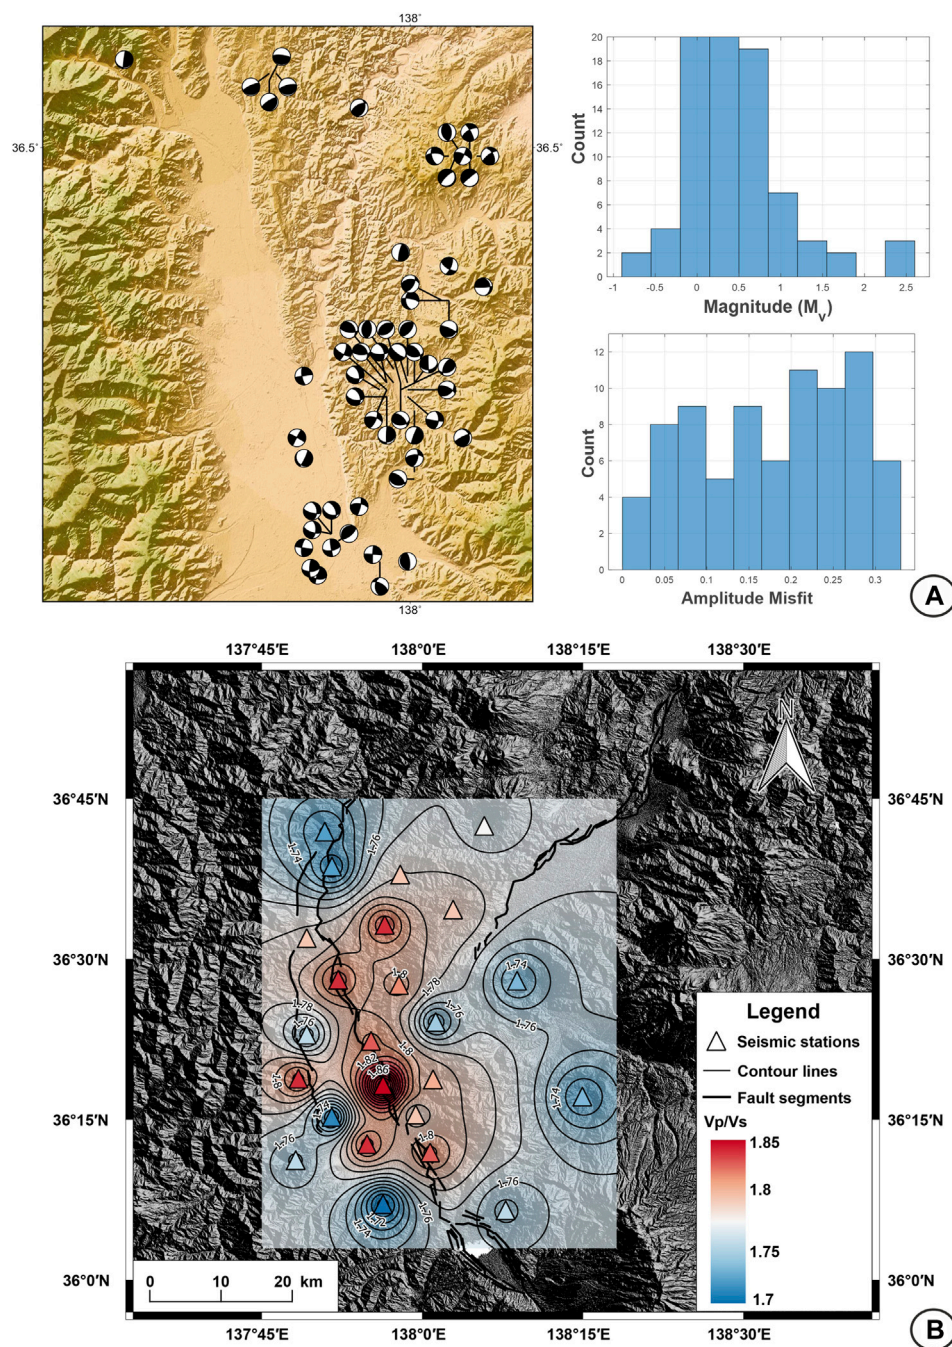 138°
36.5°
36.5°
138°
20
18
16
14
12
10
8
6
4
2
0
-1 -0.5 0 0.5 1 1.5 2 2.5
Count
Magnitude (Mv)
12
10
8
6
4
2
0
0 0.05 0.1 0.15 0.2 0.25 0.3
Count
Amplitude Misfit
A
137°45'E 138°0'E 138°15'E 138°30'E
36°45'N 36°45'N
36°30'N 36°30'N
36°15'N 36°15'N
36°0'N 36°0'N
N
1.74
1.76
1.8
1.78
1.74
1.78
1.76
1.76
1.76
1.8
1.82
1.86
1.8
1.74
1.74
1.8
1.76
1.76
1.76
1.72
1.74
Legend
Seismic stations
Contour lines
Fault segments
Vp/Vs
1.85
1.8
1.75
1.7
0 10 20 km
137°45'E 138°0'E 138°15'E 138°30'E
B